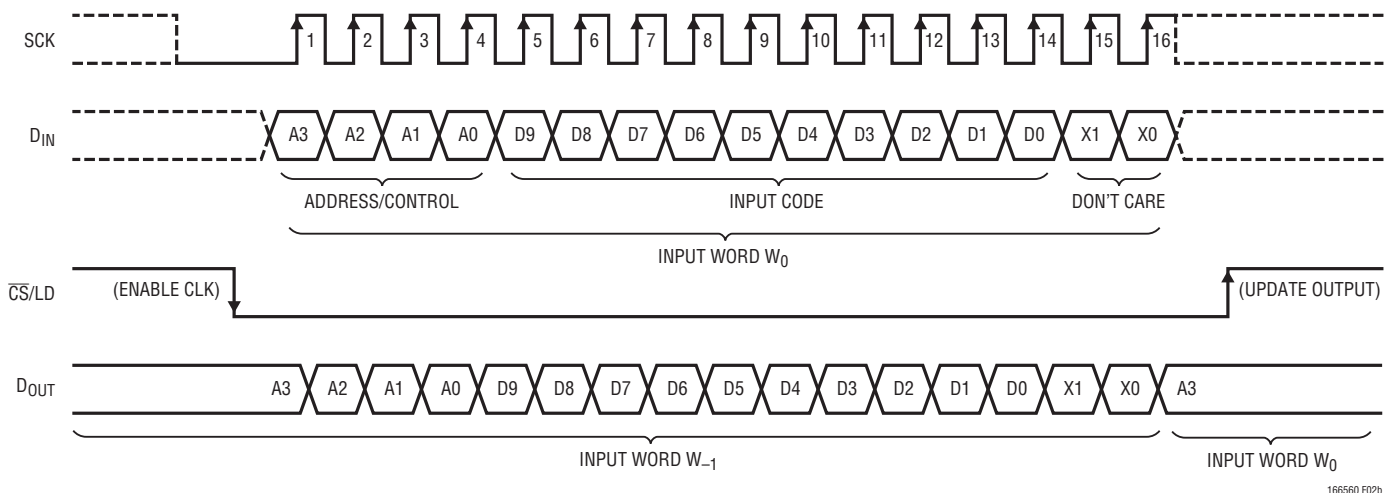 SCK
1 2 3 4 5 6 7 8 9 10 11 12 13 14 15 16
DIN
A3 A2 A1 A0 D9 D8 D7 D6 D5 D4 D3 D2 D1 D0 X1 X0
ADDRESS/CONTROL INPUT CODE DON'T CARE
INPUT WORD W0
C̅S̅/LD (ENABLE CLK) (UPDATE OUTPUT)
DOUT
A3 A2 A1 A0 D9 D8 D7 D6 D5 D4 D3 D2 D1 D0 X1 X0 A3
INPUT WORD W–1 INPUT WORD W0
166560 F02b